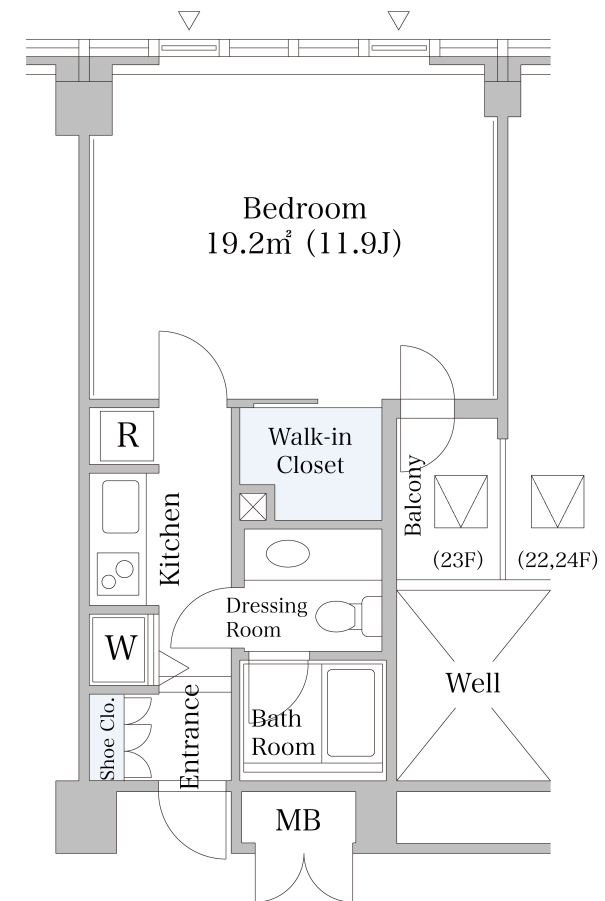 Bedroom
19.2㎡ (11.9J)
R
Walk-in
Closet
Kitchen
Balcony
(23F)
(22,24F)
Dressing
Room
W
Well
Shoe Clo.
Entrance
Bath
Room
MB